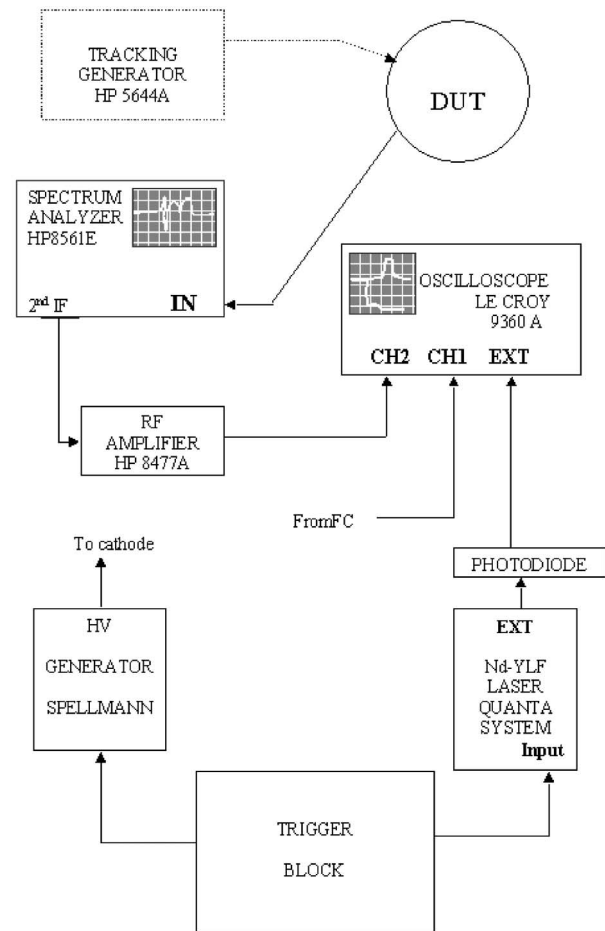 TRACKING
GENERATOR
HP 5644A
DUT
SPECTRUM
ANALYZER
HP8561E
2nd IF
IN
OSCILLOSCOPE
LE CROY
9360 A
CH2 CH1 EXT
RF
AMPLIFIER
HP 8477A
FromFC
To cathode
PHOTODIODE
HV
GENERATOR
SPELLMANN
EXT
Nd-YLF
LASER
QUANTA
SYSTEM
Input
TRIGGER
BLOCK